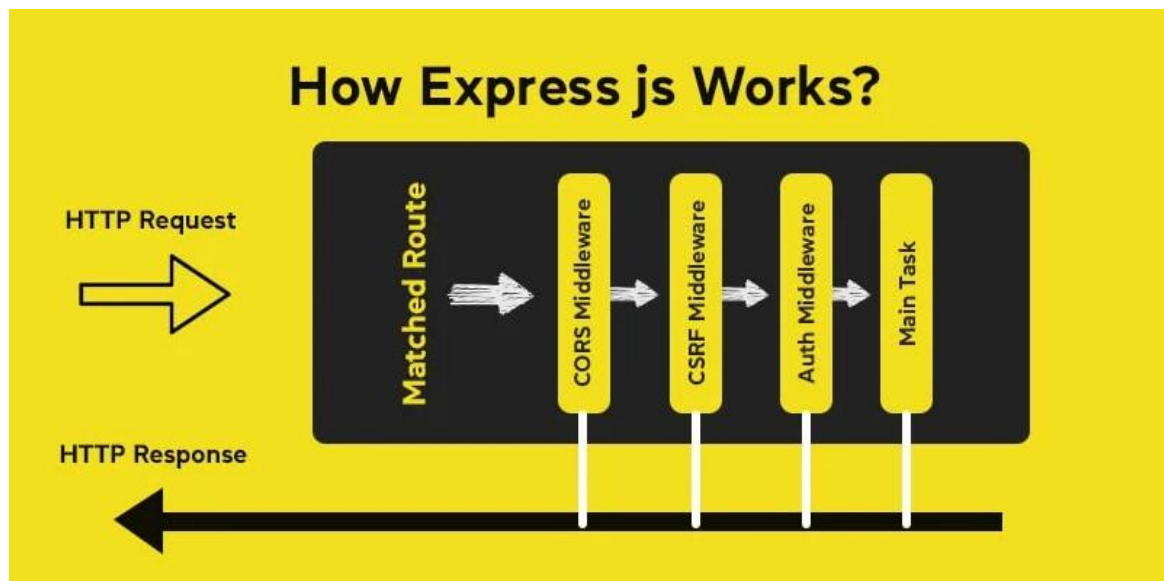 How Express js Works?
HTTP Request
Matched Route
CORS Middleware
CSRF Middleware
Auth Middleware
Main Task
HTTP Response